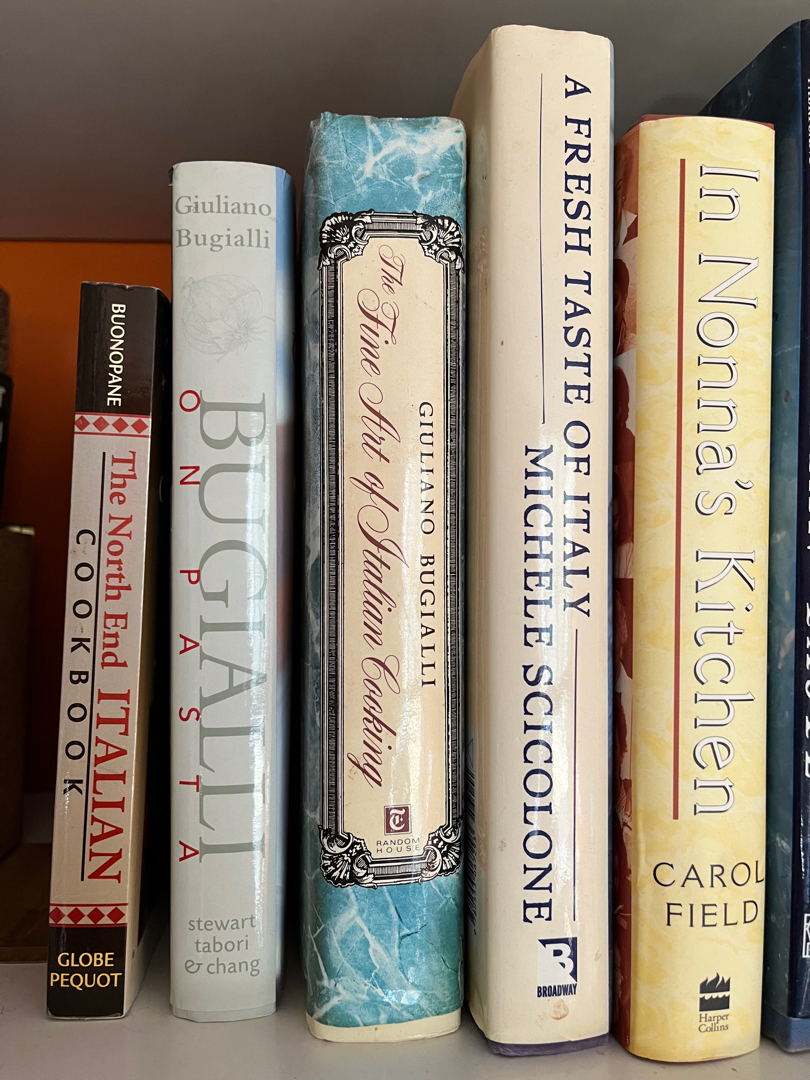 BUONOPANE
The North End ITALIAN
COOKBOOK
GLOBE
PEQUOT
Giuliano
Bugialli
BUGIALLI
ON PASTA
stewart
tabori
& chang
The Fine Art of Italian Cooking
GIULIANO BUGIALLI
T
RANDOM
HOUSE
A FRESH TASTE OF ITALY
MICHELE SCICOLONE
B
BROADWAY
In Nonna's Kitchen
CAROL
FIELD
Harper
Collins